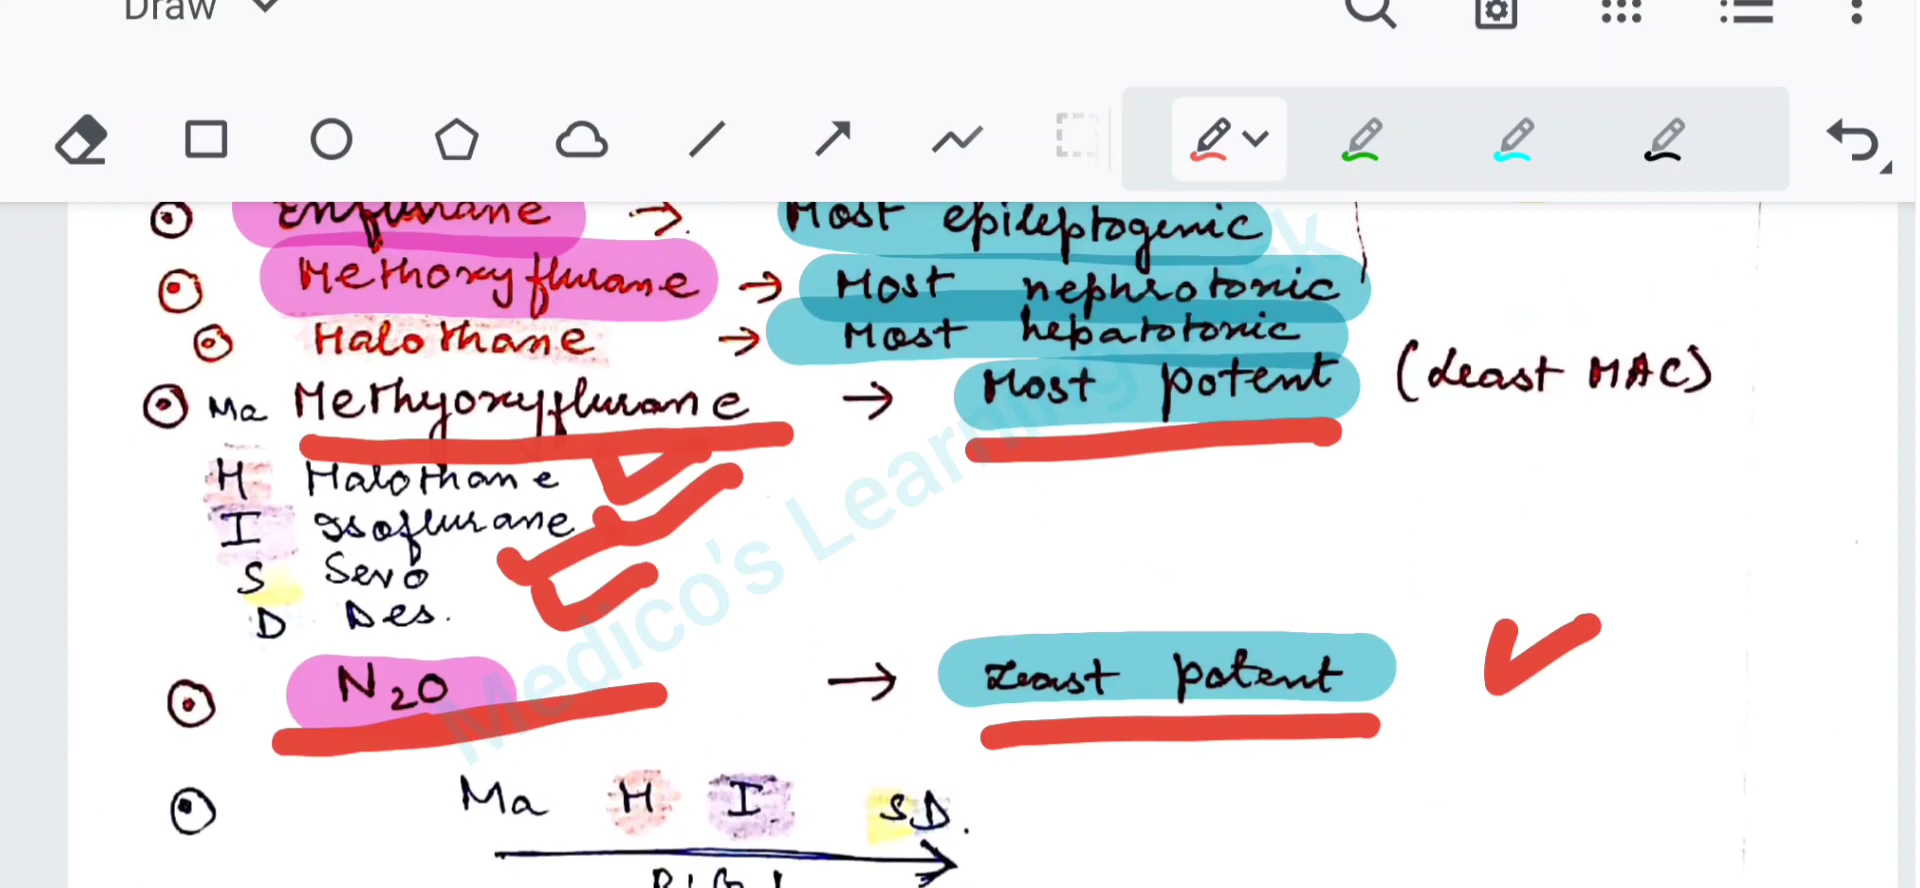 Draw
Enflurane → Most epileptogenic
Methoxyflurane → Most nephrotoxic
Halothane → Most hepatotoxic
Ma Methyoxyflurane → Most potent (Least MAC)
H Halothane
I Isoflurane
S Sevo
D Des.
N2O → Least potent
Ma H I SD.
Medico's Learning